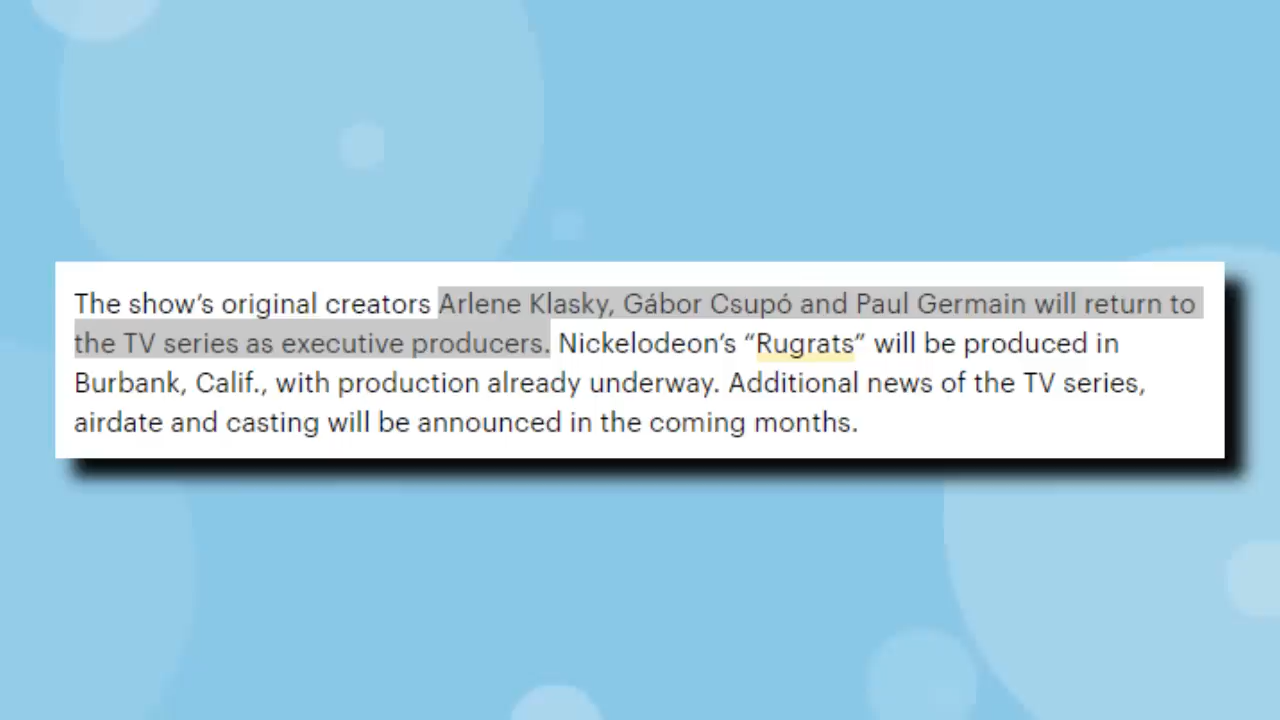 The show’s original creators Arlene Klasky, Gábor Csupó and Paul Germain will return to
the TV series as executive producers. Nickelodeon’s “Rugrats” will be produced in
Burbank, Calif., with production already underway. Additional news of the TV series,
airdate and casting will be announced in the coming months.